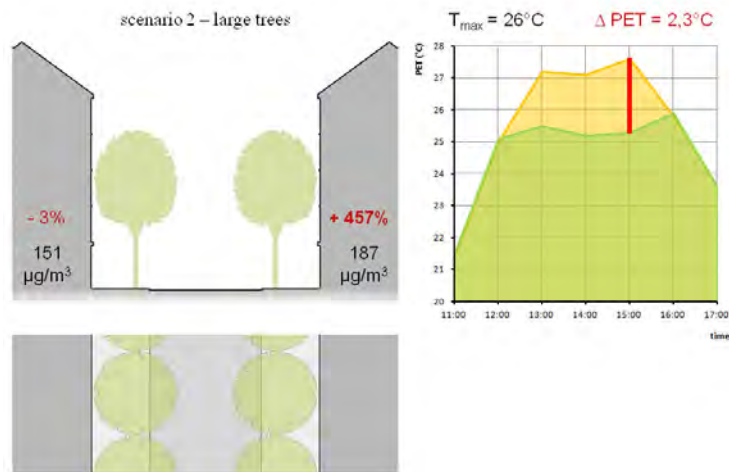 scenario 2 – large trees
- 3%
151
µg/m³
+ 457%
187
µg/m³
Tmax = 26°C
Δ PET = 2,3°C
PET (°C)
28
27
26
25
24
23
22
21
20
11:00 12:00 13:00 14:00 15:00 16:00 17:00
time